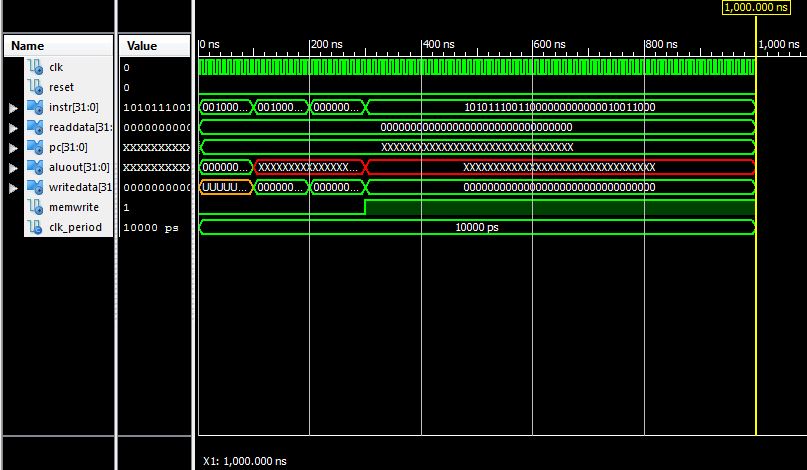 1,000.000 ns
Name Value 0 ns 200 ns 400 ns 600 ns 800 ns 1,000 ns
clk 0
reset 0
instr[31:0] 1010111001 001000... 001000... 000000... 10101110011000000000000010011000
readdata[31: 0000000000 00000000000000000000000000000000
pc[31:0] XXXXXXXXXX XXXXXXXXXXXXXXXXXXXXXXXXXXXXXXXX
aluout[31:0] XXXXXXXXXX 000000... XXXXXXXXXXXXXXX... XXXXXXXXXXXXXXXXXXXXXXXXXXXXXXXX
writedata[31 0000000000 UUUUU... 000000... 000000... 00000000000000000000000000000000
memwrite 1
clk_period 10000 ps 10000 ps
X1: 1,000.000 ns